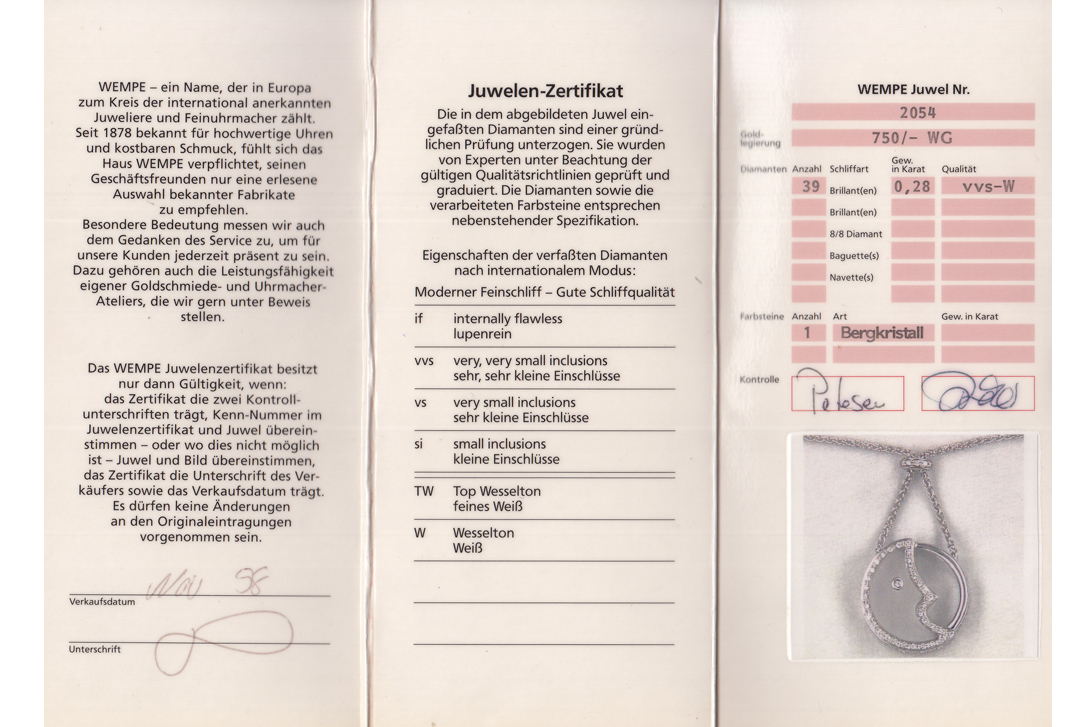 WEMPE – ein Name, der in Europa
zum Kreis der international anerkannten
Juweliere und Feinuhrmacher zählt.
Seit 1878 bekannt für hochwertige Uhren
und kostbaren Schmuck, fühlt sich das
Haus WEMPE verpflichtet, seinen
Geschäftsfreunden nur eine erlesene
Auswahl bekannter Fabrikate
zu empfehlen.
Besondere Bedeutung messen wir auch
dem Gedanken des Service zu, um für
unsere Kunden jederzeit präsent zu sein.
Dazu gehören auch die Leistungsfähigkeit
eigener Goldschmiede- und Uhrmacher-
Ateliers, die wir gern unter Beweis
stellen.
Das WEMPE Juwelenzertifikat besitzt
nur dann Gültigkeit, wenn:
das Zertifikat die zwei Kontroll-
unterschriften trägt, Kenn-Nummer im
Juwelenzertifikat und Juwel überein-
stimmen – oder wo dies nicht möglich
ist – Juwel und Bild übereinstimmen,
das Zertifikat die Unterschrift des Ver-
käufers sowie das Verkaufsdatum trägt.
Es dürfen keine Änderungen
an den Originaleintragungen
vorgenommen sein.
Nov 98
Verkaufsdatum
Unterschrift
Juwelen-Zertifikat
Die in dem abgebildeten Juwel ein-
gefaßten Diamanten sind einer gründ-
lichen Prüfung unterzogen. Sie wurden
von Experten unter Beachtung der
gültigen Qualitätsrichtlinien geprüft und
graduiert. Die Diamanten sowie die
verarbeiteten Farbsteine entsprechen
nebenstehender Spezifikation.
Eigenschaften der verfaßten Diamanten
nach internationalem Modus:
Moderner Feinschliff – Gute Schliffqualität
if internally flawless
lupenrein
vvs very, very small inclusions
sehr, sehr kleine Einschlüsse
vs very small inclusions
sehr kleine Einschlüsse
si small inclusions
kleine Einschlüsse
TW Top Wesselton
feines Weiß
W Wesselton
Weiß
WEMPE Juwel Nr.
2054
Gold-
legierung 750/- WG
Diamanten Anzahl Schliffart Gew. in Karat Qualität
39 Brillant(en) 0,28 vvs-W
Brillant(en)
8/8 Diamant
Baguette(s)
Navette(s)
Farbsteine Anzahl Art Gew. in Karat
1 Bergkristall
Kontrolle Petersen